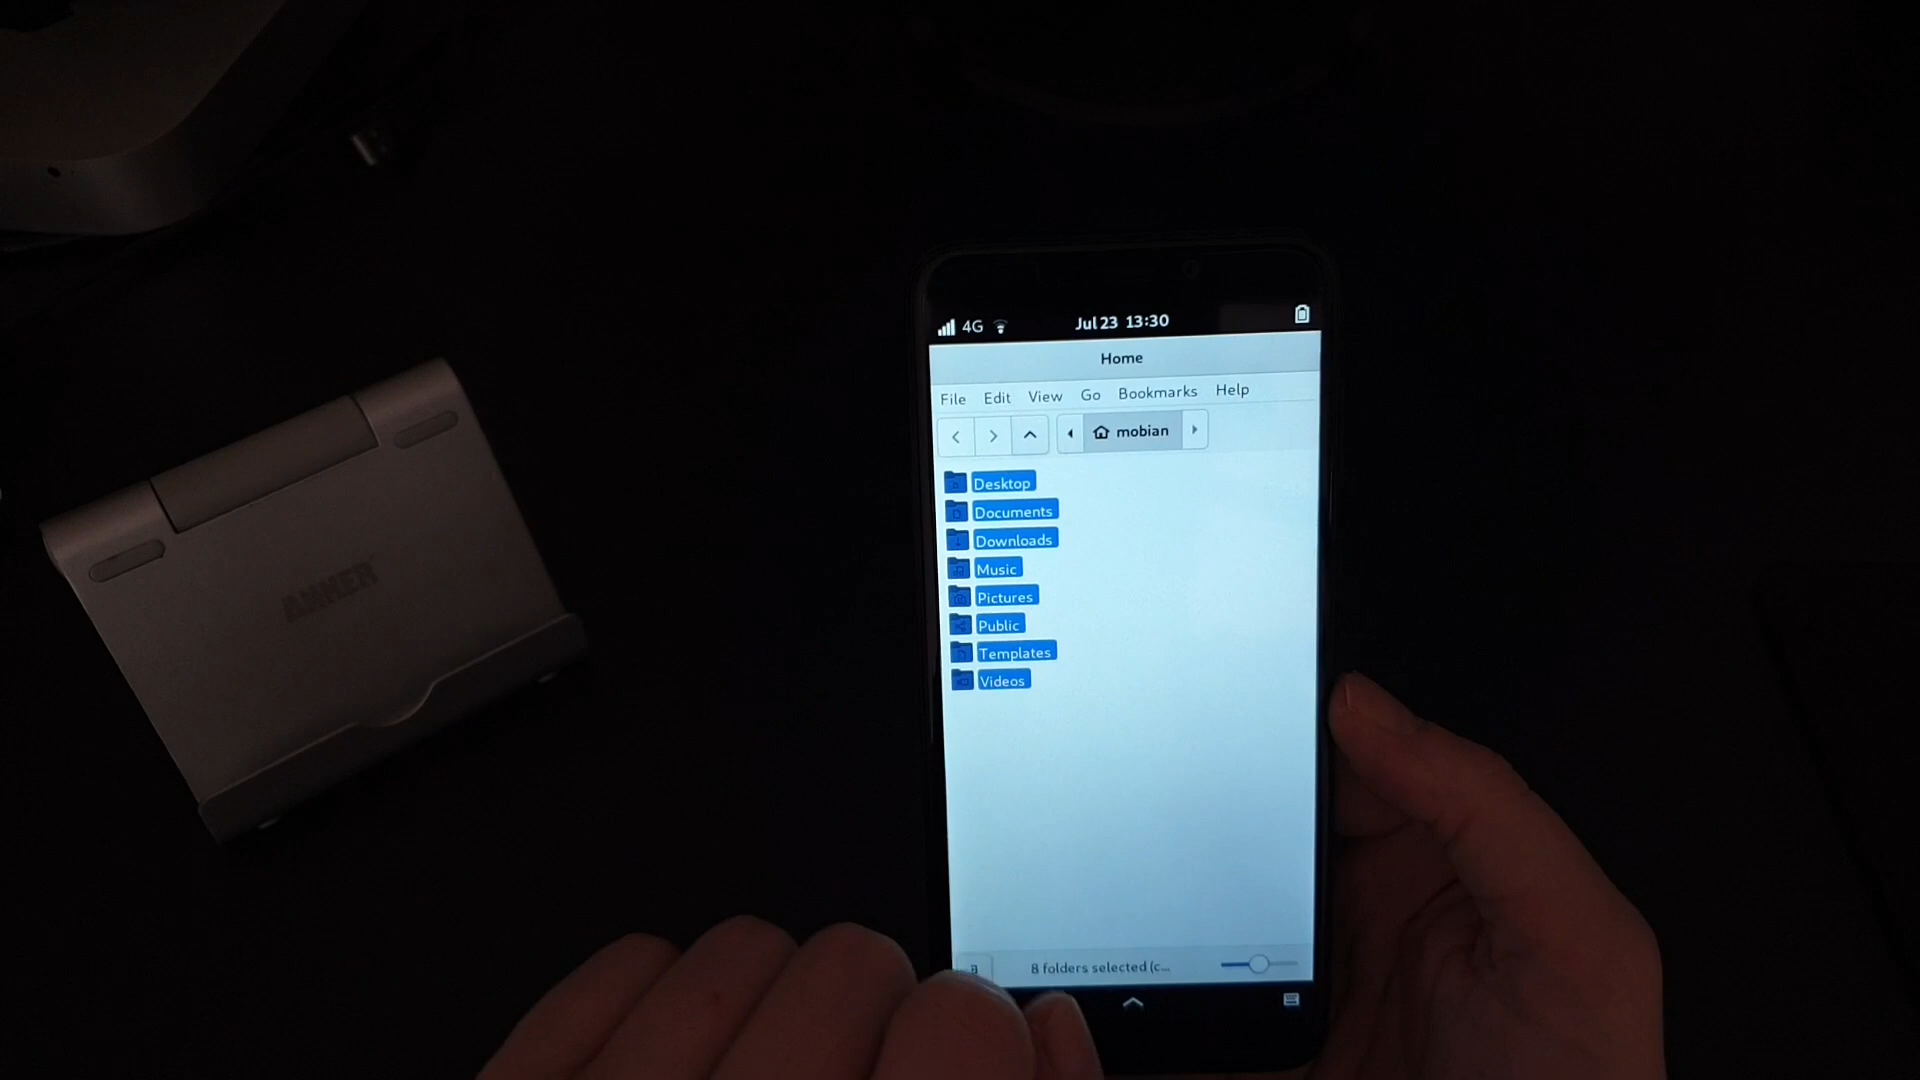 4G Jul 23 13:30
Home
File Edit View Go Bookmarks Help
mobian
Desktop
Documents
Downloads
Music
Pictures
Public
Templates
Videos
8 folders selected (c...